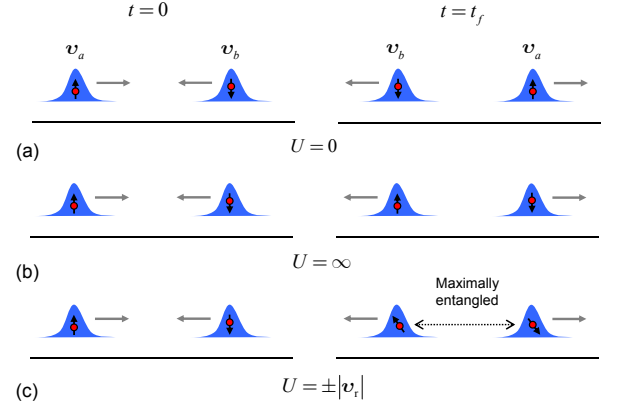 t = 0
t = t_f
v_a
v_b
v_b
v_a
(a)
U = 0
(b)
U = ∞
Maximally
entangled
(c)
U = ±|v_r|